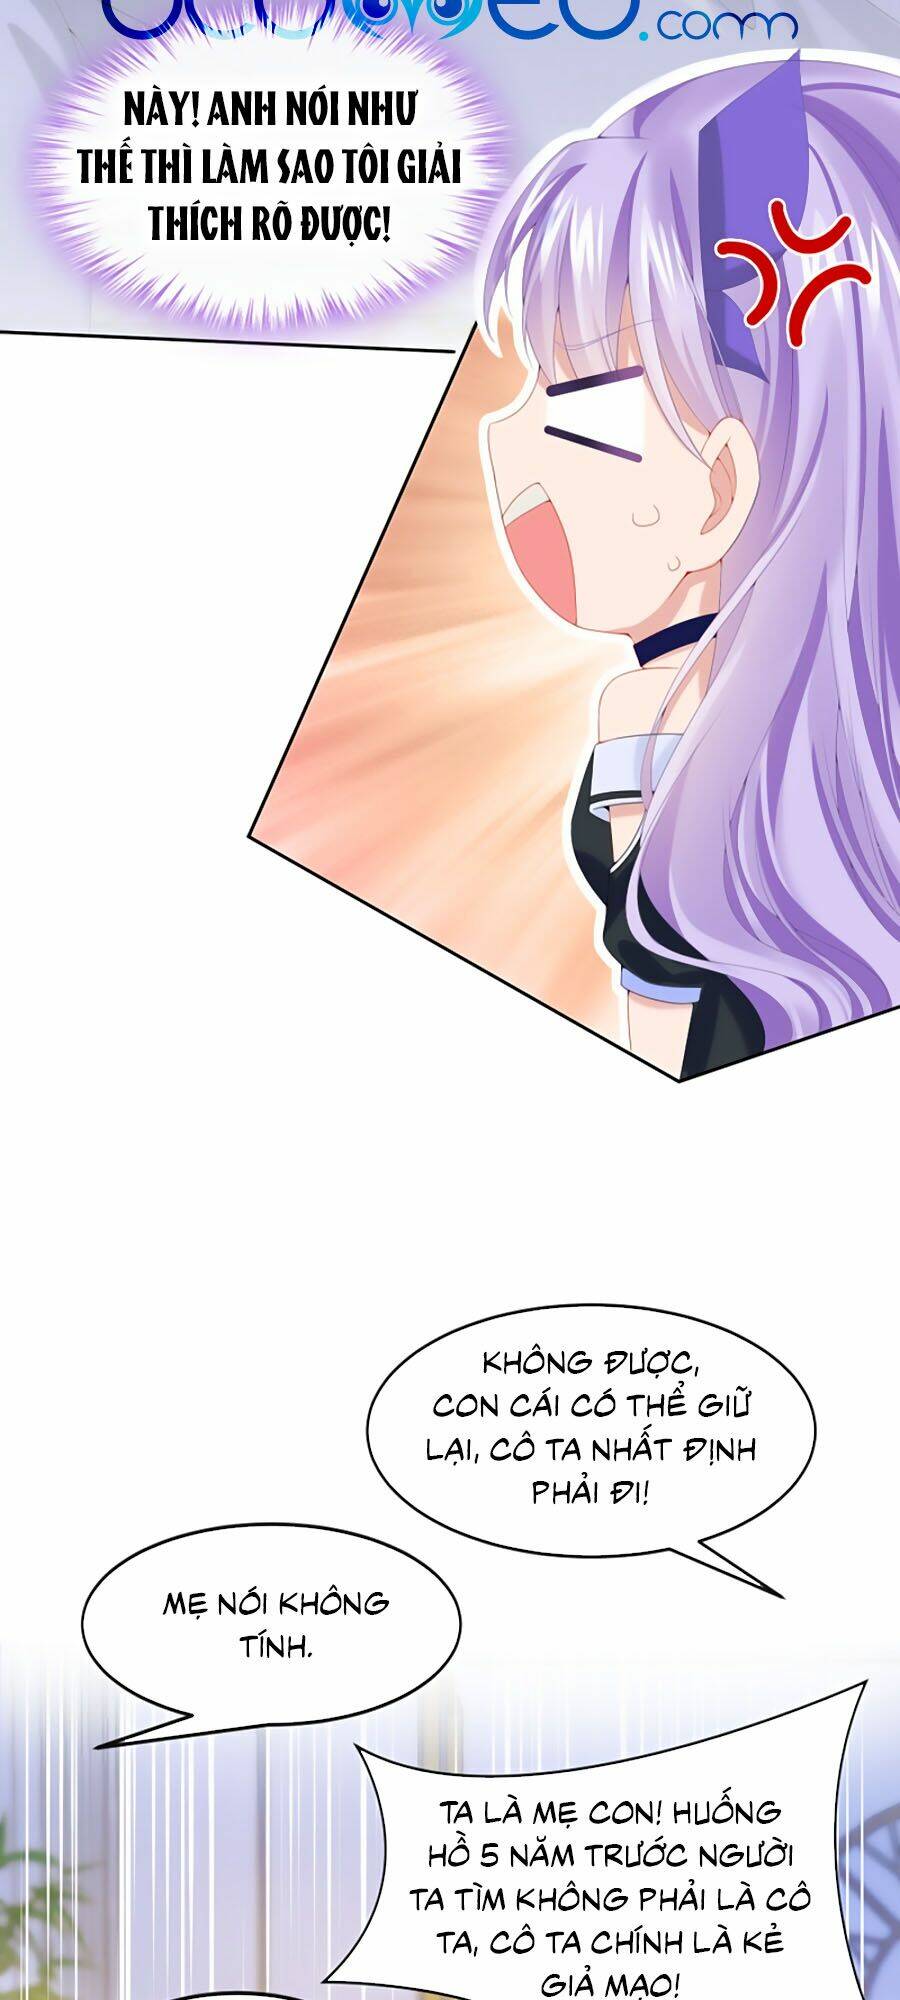 .comm
NÀY! ANH NÓI NHƯ
THẾ THÌ LÀM SAO TÔI GIẢI
THÍCH RÕ ĐƯỢC!
KHÔNG ĐƯỢC,
CON CÁI CÓ THỂ GIỮ
LẠI, CÔ TA NHẤT ĐỊNH
PHẢI ĐI!
MẸ NÓI KHÔNG
TÍNH.
TA LÀ MẸ CON! HUỐNG
HỒ 5 NĂM TRƯỚC NGƯỜI
TA TÌM KHÔNG PHẢI LÀ CÔ
TA, CÔ TA CHÍNH LÀ KẺ
GIẢ MẠO!